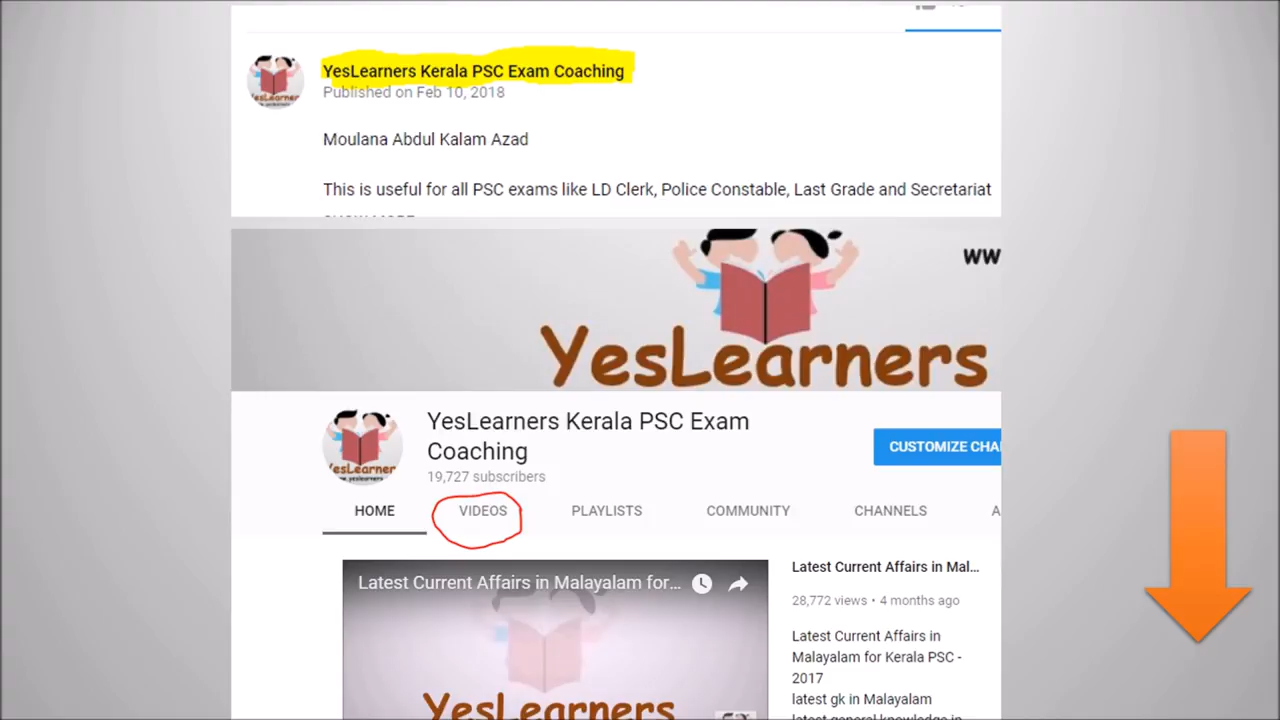 YesLearners Kerala PSC Exam Coaching
Published on Feb 10, 2018
Moulana Abdul Kalam Azad
This is useful for all PSC exams like LD Clerk, Police Constable, Last Grade and Secretariat
ww
YesLearners
YesLearners Kerala PSC Exam
Coaching
19,727 subscribers
CUSTOMIZE CHA
HOME VIDEOS PLAYLISTS COMMUNITY CHANNELS A
Latest Current Affairs in Malayalam for...
Latest Current Affairs in Mal...
28,772 views • 4 months ago
Latest Current Affairs in
Malayalam for Kerala PSC -
2017
latest gk in Malayalam
latest general knowledge in
YesLearners